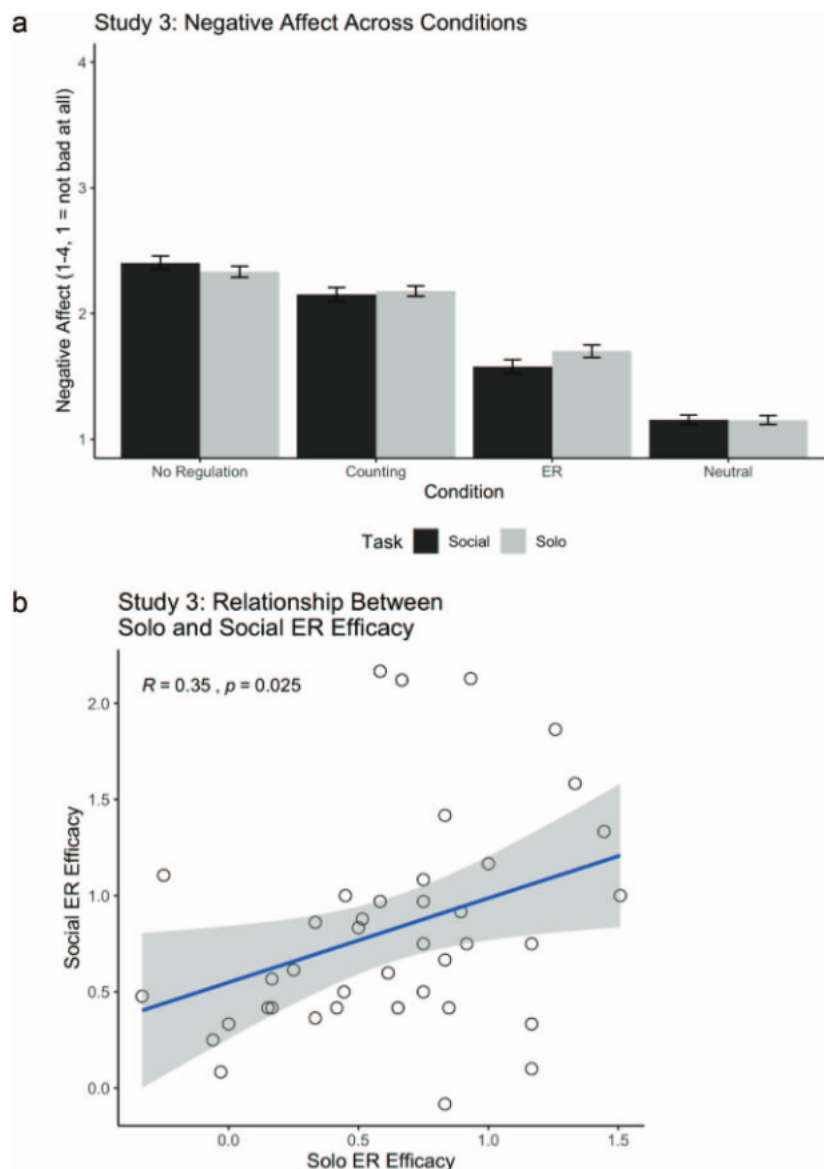 a
Study 3: Negative Affect Across Conditions
Negative Affect (1-4, 1 = not bad at all)
4
3
2
1
No Regulation
Counting
ER
Neutral
Condition
Task
Social
Solo
b
Study 3: Relationship Between
Solo and Social ER Efficacy
R = 0.35 , p = 0.025
Social ER Efficacy
2.0
1.5
1.0
0.5
0.0
0.0
0.5
1.0
1.5
Solo ER Efficacy